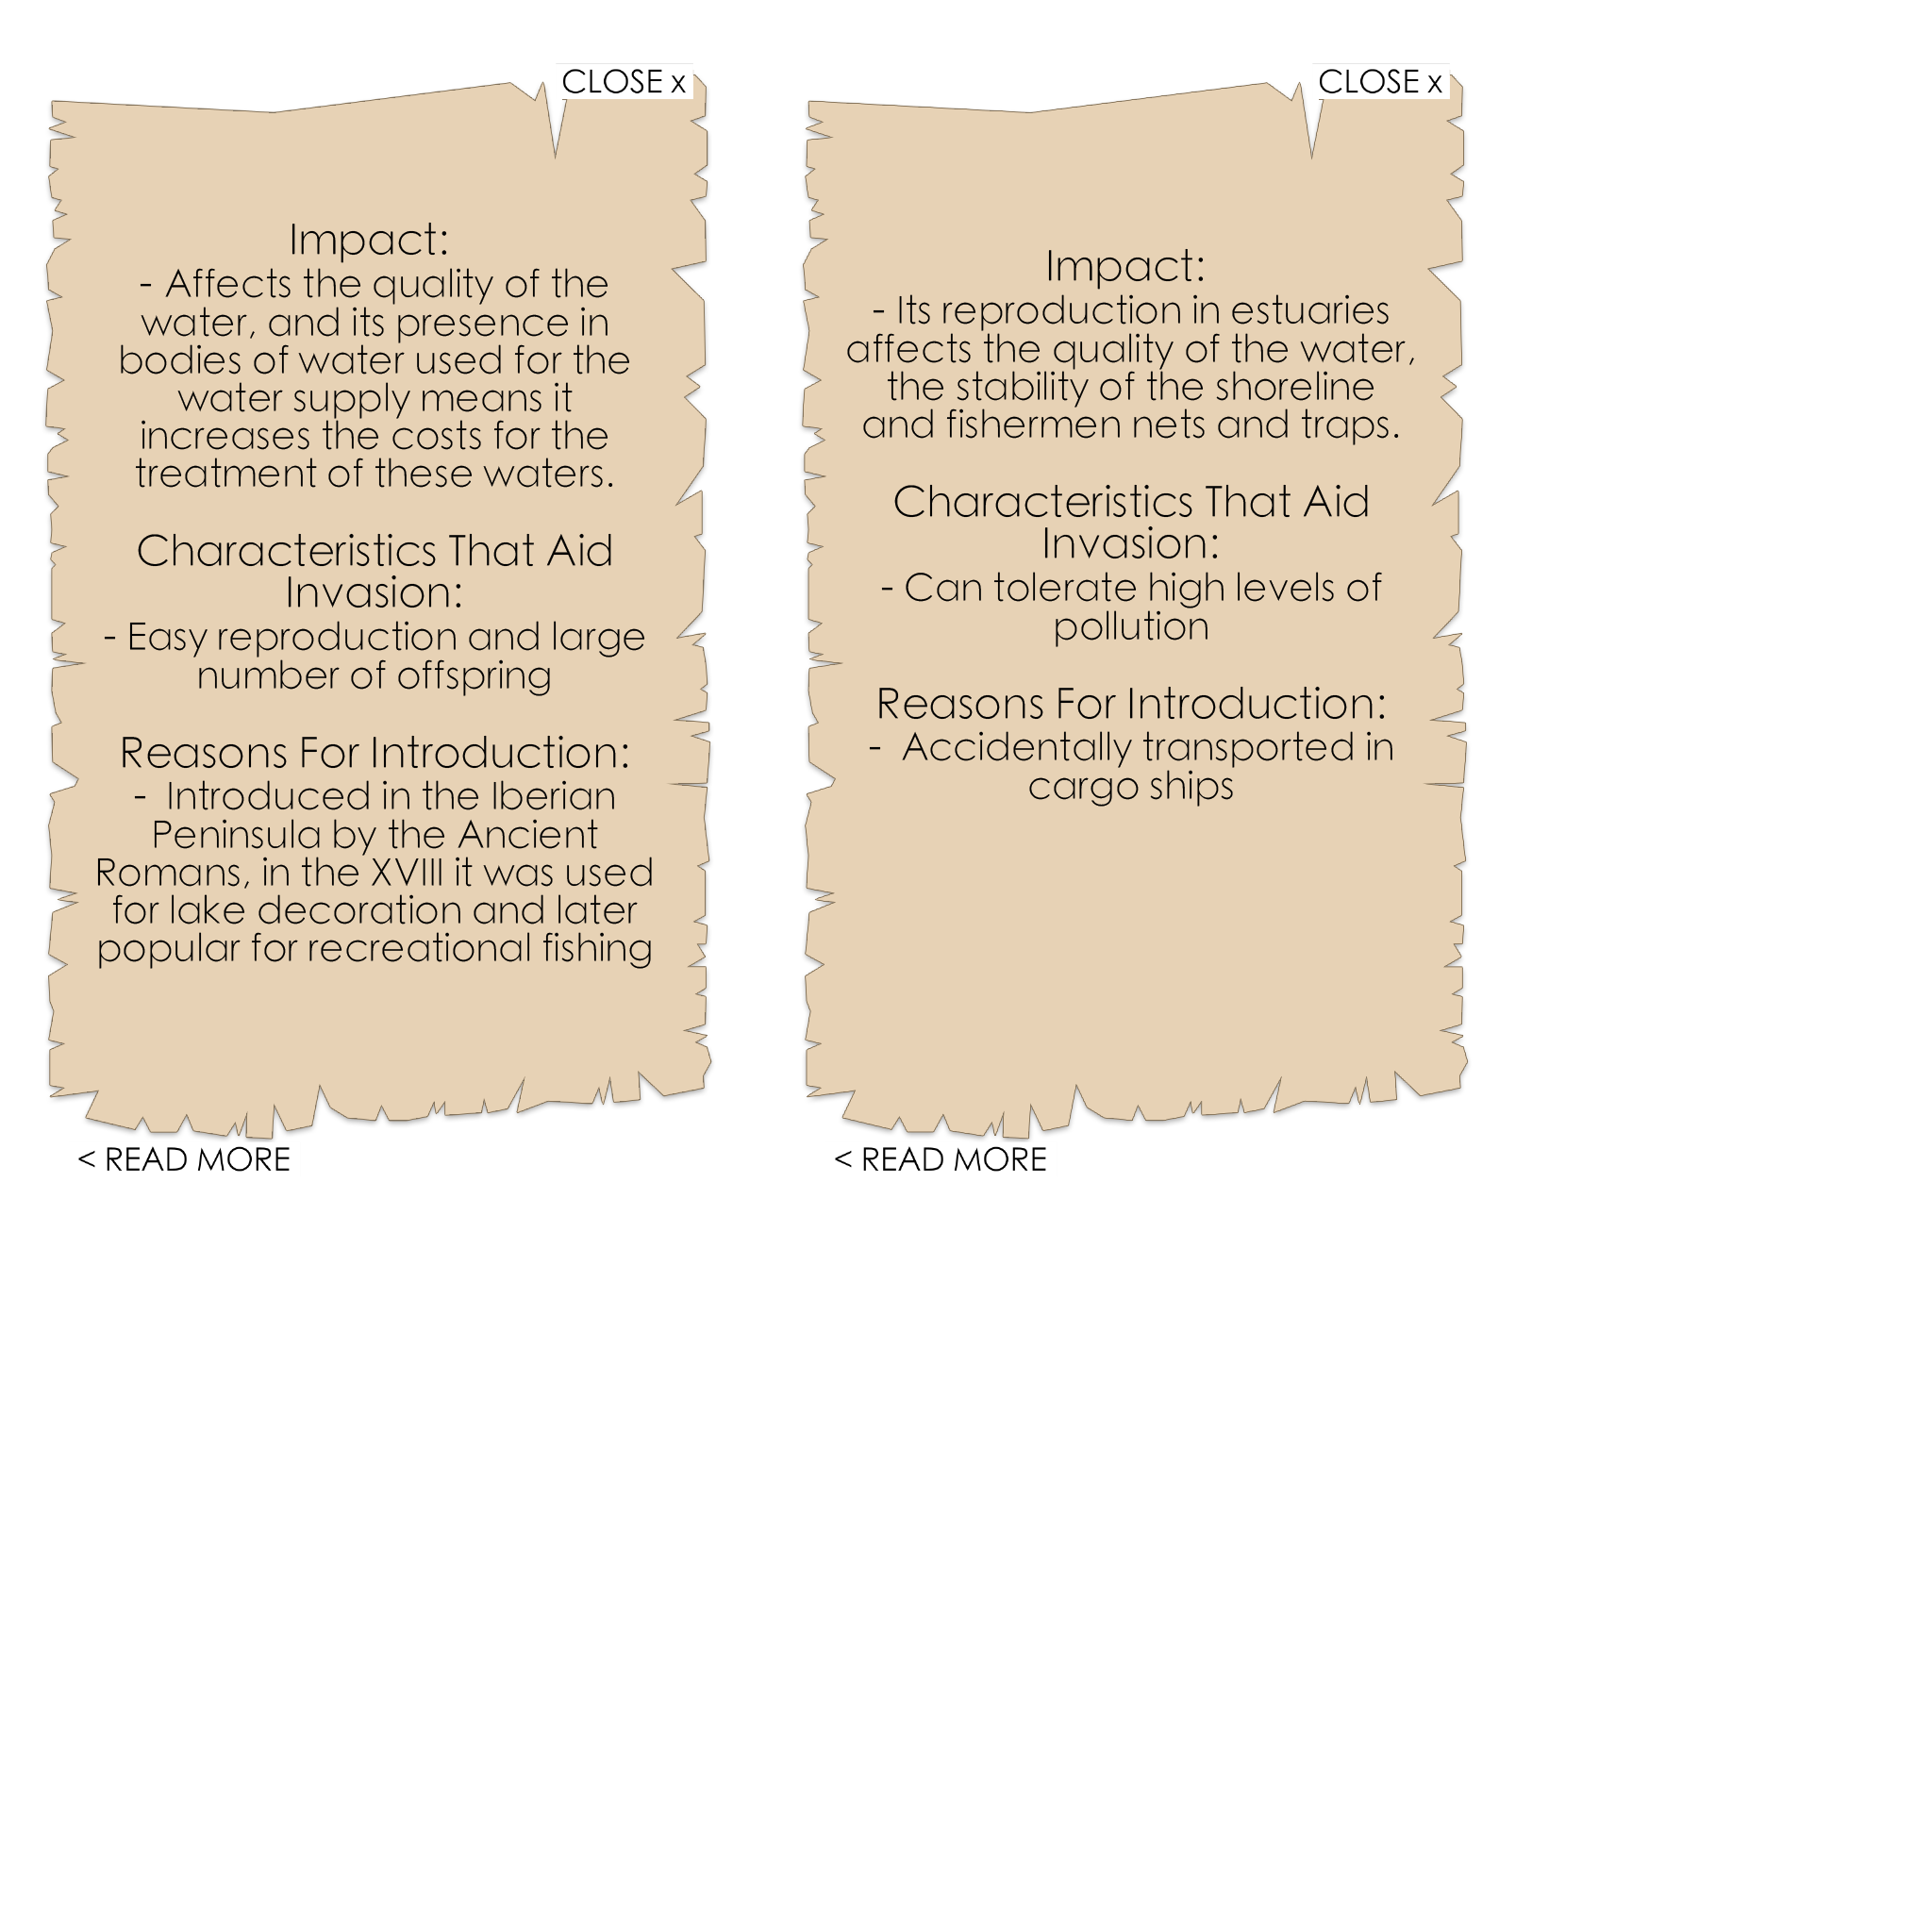 CLOSE x
Impact:
- Affects the quality of the
water, and its presence in
bodies of water used for the
water supply means it
increases the costs for the
treatment of these waters.
Characteristics That Aid
Invasion:
- Easy reproduction and large
number of offspring
Reasons For Introduction:
- Introduced in the Iberian
Peninsula by the Ancient
Romans, in the XVIII it was used
for lake decoration and later
popular for recreational fishing
< READ MORE
CLOSE x
Impact:
- Its reproduction in estuaries
affects the quality of the water,
the stability of the shoreline
and fishermen nets and traps.
Characteristics That Aid
Invasion:
- Can tolerate high levels of
pollution
Reasons For Introduction:
- Accidentally transported in
cargo ships
< READ MORE